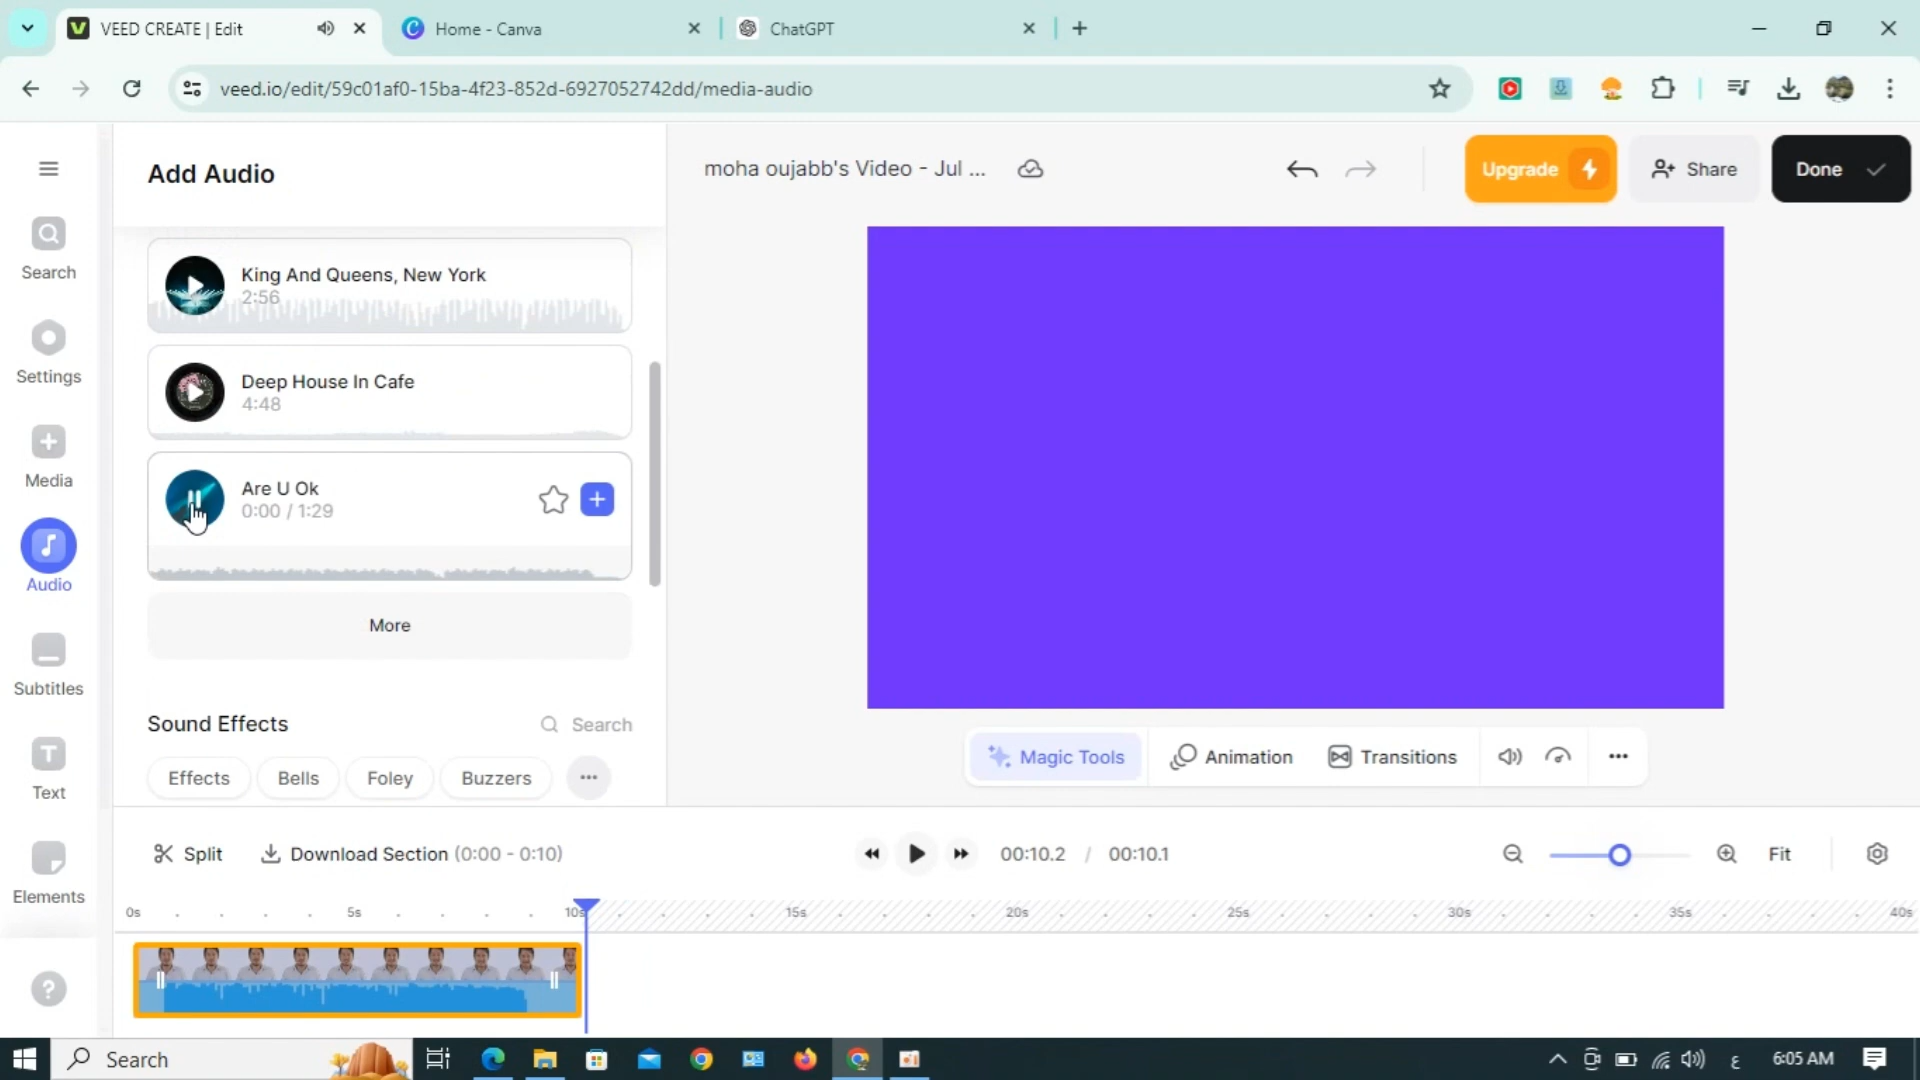 VEED CREATE | Edit
Home - Canva
ChatGPT
veed.io/edit/59c01af0-15ba-4f23-852d-6927052742dd/media-audio
Add Audio
moha oujabb's Video - Jul ...
Upgrade
Share
Done
Search
Settings
Media
Audio
Subtitles
Text
Elements
King And Queens, New York
2:56
Deep House In Cafe
4:48
Are U Ok
0:00 / 1:29
More
Sound Effects
Search
Effects
Bells
Foley
Buzzers
Magic Tools
Animation
Transitions
Split
Download Section (0:00 - 0:10)
00:10.2 / 00:10.1
Fit
0s 5s 10s 15s 20s 25s 30s 35s 40s
Search
ع
6:05 AM